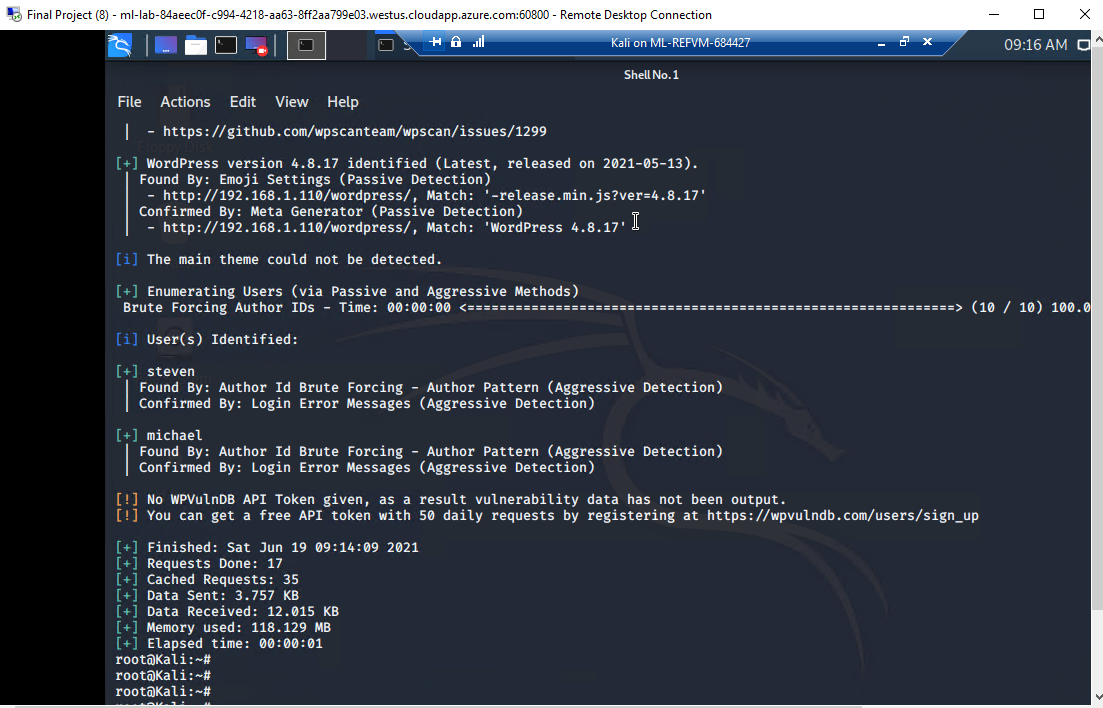 Final Project (8) - ml-lab-84aeec0f-c994-4218-aa63-8ff2aa799e03.westus.cloudapp.azure.com:60800 - Remote Desktop Connection
Kali on ML-REFVM-684427
09:16 AM
Shell No.1
File Actions Edit View Help
| - https://github.com/wpscanteam/wpscan/issues/1299
[+] WordPress version 4.8.17 identified (Latest, released on 2021-05-13).
| Found By: Emoji Settings (Passive Detection)
| - http://192.168.1.110/wordpress/, Match: '-release.min.js?ver=4.8.17'
| Confirmed By: Meta Generator (Passive Detection)
| - http://192.168.1.110/wordpress/, Match: 'WordPress 4.8.17'
[i] The main theme could not be detected.
[+] Enumerating Users (via Passive and Aggressive Methods)
Brute Forcing Author IDs - Time: 00:00:00 <=============================================================> (10 / 10) 100.0
[i] User(s) Identified:
[+] steven
| Found By: Author Id Brute Forcing - Author Pattern (Aggressive Detection)
| Confirmed By: Login Error Messages (Aggressive Detection)
[+] michael
| Found By: Author Id Brute Forcing - Author Pattern (Aggressive Detection)
| Confirmed By: Login Error Messages (Aggressive Detection)
[!] No WPVulnDB API Token given, as a result vulnerability data has not been output.
[!] You can get a free API token with 50 daily requests by registering at https://wpvulndb.com/users/sign_up
[+] Finished: Sat Jun 19 09:14:09 2021
[+] Requests Done: 17
[+] Cached Requests: 35
[+] Data Sent: 3.757 KB
[+] Data Received: 12.015 KB
[+] Memory used: 118.129 MB
[+] Elapsed time: 00:00:01
root@Kali:~#
root@Kali:~#
root@Kali:~#